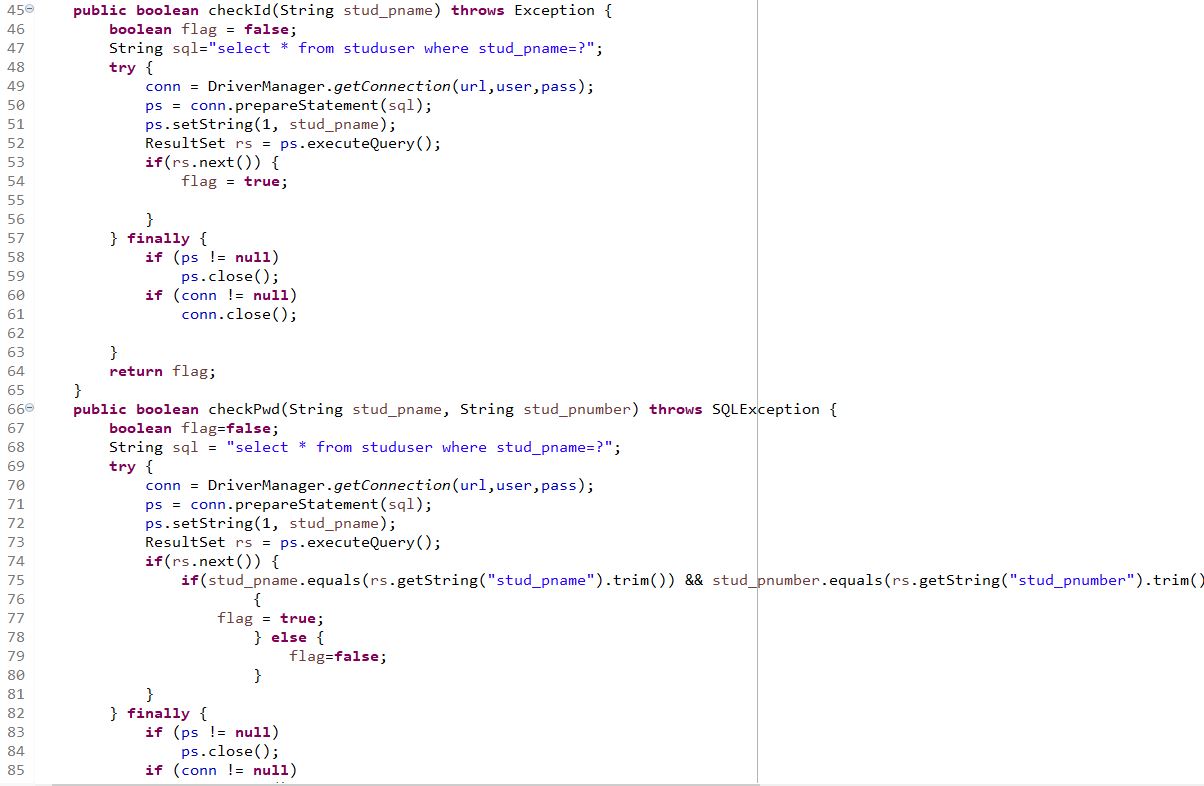 45 public boolean checkId(String stud_pname) throws Exception {
46 boolean flag = false;
47 String sql="select * from studuser where stud_pname=?";
48 try {
49 conn = DriverManager.getConnection(url,user,pass);
50 ps = conn.prepareStatement(sql);
51 ps.setString(1, stud_pname);
52 ResultSet rs = ps.executeQuery();
53 if(rs.next()) {
54 flag = true;
55
56 }
57 } finally {
58 if (ps != null)
59 ps.close();
60 if (conn != null)
61 conn.close();
62
63 }
64 return flag;
65 }
66 public boolean checkPwd(String stud_pname, String stud_pnumber) throws SQLException {
67 boolean flag=false;
68 String sql = "select * from studuser where stud_pname=?";
69 try {
70 conn = DriverManager.getConnection(url,user,pass);
71 ps = conn.prepareStatement(sql);
72 ps.setString(1, stud_pname);
73 ResultSet rs = ps.executeQuery();
74 if(rs.next()) {
75 if(stud_pname.equals(rs.getString("stud_pname").trim()) && stud_pnumber.equals(rs.getString("stud_pnumber").trim()
76 {
77 flag = true;
78 } else {
79 flag=false;
80 }
81 }
82 } finally {
83 if (ps != null)
84 ps.close();
85 if (conn != null)